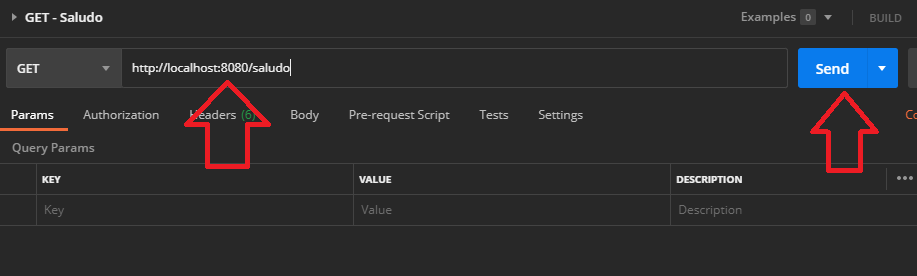 GET - Saludo Examples 0 BUILD
GET http://localhost:8080/saludo Send
Params Authorization Headers (6) Body Pre-request Script Tests Settings Co
Query Params
KEY VALUE DESCRIPTION
Key Value Description